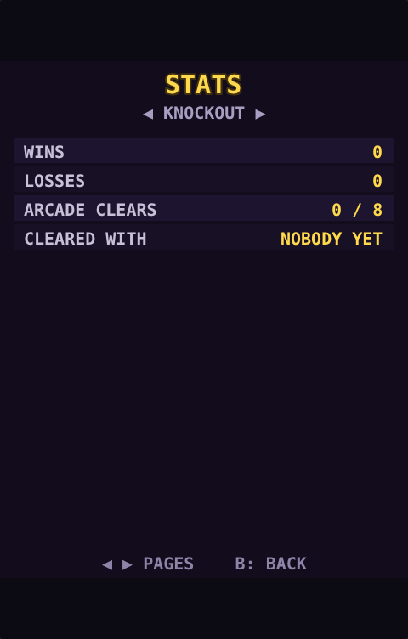 STATS
◀ KNOCKOUT ▶
WINS 0
LOSSES 0
ARCADE CLEARS 0 / 8
CLEARED WITH NOBODY YET
◀ ▶ PAGES B: BACK